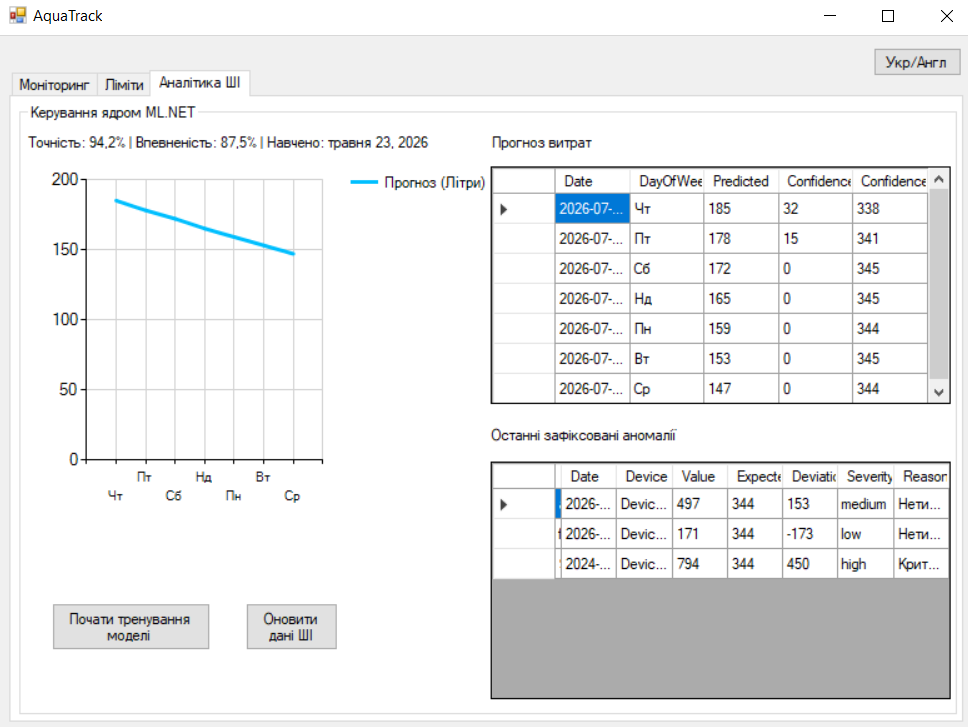 AquaTrack
Укр/Англ
Моніторинг Ліміти Аналітика ШІ
Керування ядром ML.NET
Точність: 94,2% | Впевненість: 87,5% | Навчено: травня 23, 2026
Прогноз (Літри)
200
150
100
50
0
Чт Пт Сб Нд Пн Вт Ср
Почати тренування
моделі
Оновити
дані ШІ
Прогноз витрат
Date DayOfWee Predicted Confidence Confidence
2026-07-... Чт 185 32 338
2026-07-... Пт 178 15 341
2026-07-... Сб 172 0 345
2026-07-... Нд 165 0 345
2026-07-... Пн 159 0 344
2026-07-... Вт 153 0 345
2026-07-... Ср 147 0 344
Останні зафіксовані аномалії
Date Device Value Expecte Deviatio Severity Reason
2026-... Devic... 497 344 153 medium Нети...
2026-... Devic... 171 344 -173 low Нети...
2024-... Devic... 794 344 450 high Крит...